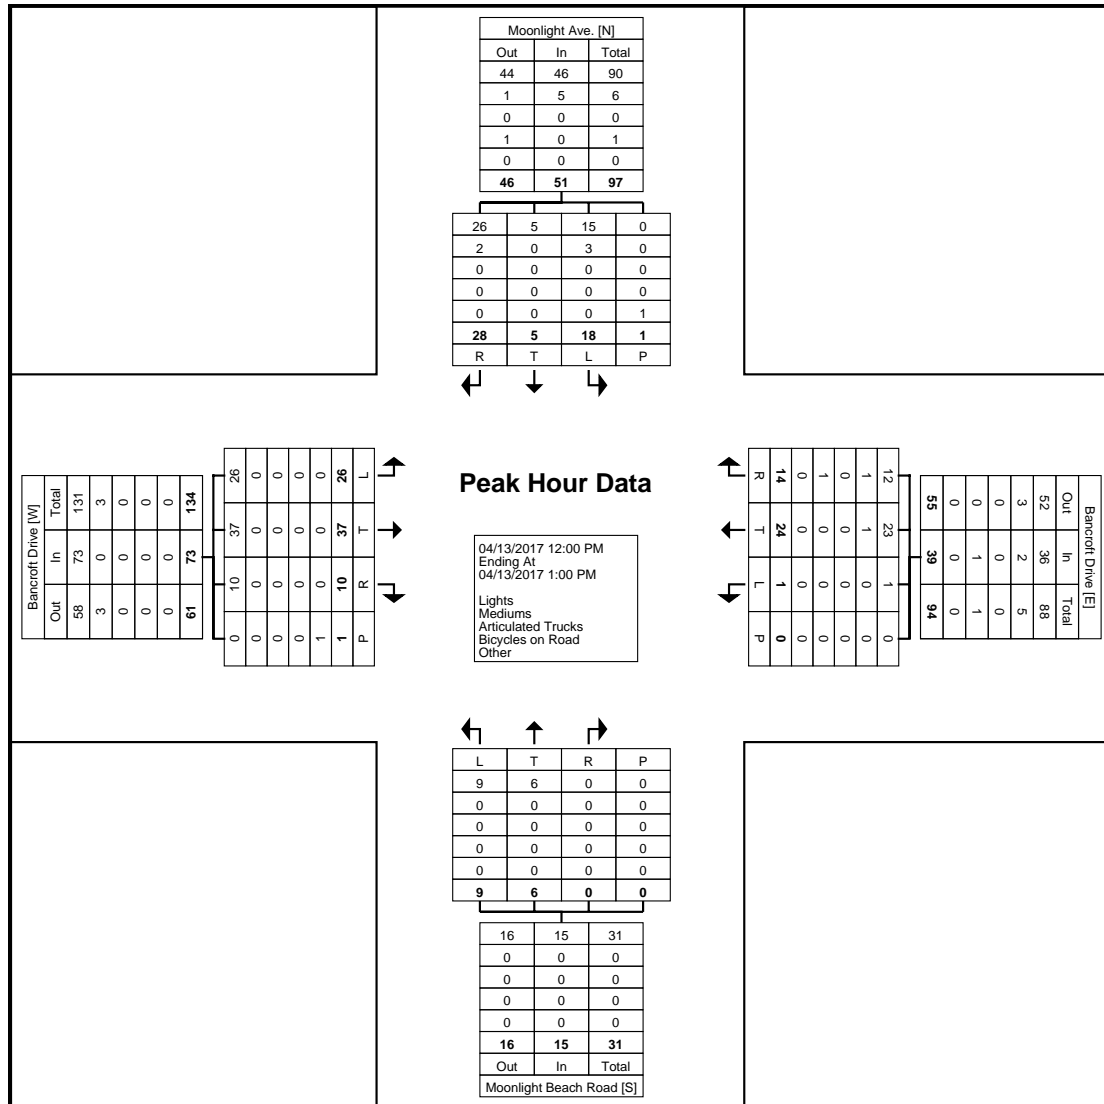 Moonlight Ave. [N]
Out In Total
44 46 90
1 5 6
0 0 0
1 0 1
0 0 0
46 51 97
26 5 15 0
2 0 3 0
0 0 0 0
0 0 0 0
0 0 0 1
28 5 18 1
R T L P
Bancroft Drive [W]
Total 131 3 0 0 0 134
In 73 0 0 0 0 73
Out 58 3 0 0 0 61
26 0 0 0 0 26 L
37 0 0 0 0 37 T
10 0 0 0 0 10 R
0 0 0 0 1 1 P
Peak Hour Data
04/13/2017 12:00 PM
Ending At
04/13/2017 1:00 PM
Lights
Mediums
Articulated Trucks
Bicycles on Road
Other
R 14 0 1 0 1 12
T 24 0 0 0 1 23
L 1 0 0 0 0 1
P 0 0 0 0 0 0
Bancroft Drive [E]
Out In Total
52 36 88
3 2 5
0 0 0
0 1 1
0 0 0
55 39 94
L T R P
9 6 0 0
0 0 0 0
0 0 0 0
0 0 0 0
0 0 0 0
9 6 0 0
16 15 31
0 0 0
0 0 0
0 0 0
0 0 0
16 15 31
Out In Total
Moonlight Beach Road [S]